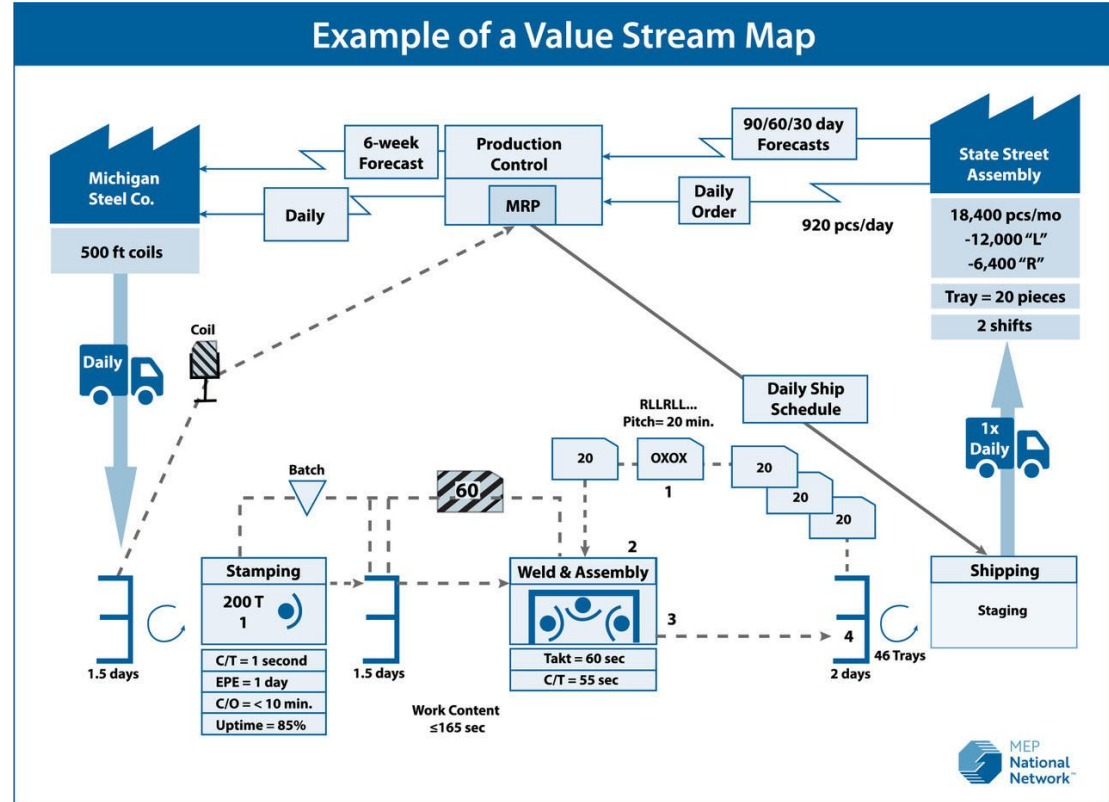 Example of a Value Stream Map
Michigan
Steel Co.
6-week
Forecast
Production
Control
MRP
90/60/30 day
Forecasts
State Street
Assembly
Daily
Daily
Order
920 pcs/day
500 ft coils
18,400 pcs/mo
-12,000 “L”
-6,400 “R”
Tray = 20 pieces
2 shifts
Coil
Daily
Daily Ship
Schedule
RLLRLL...
Pitch= 20 min.
1x
Daily
20
OXOX
1
20
20
20
Batch
60
Stamping
200 T
1
C/T = 1 second
EPE = 1 day
C/O = < 10 min.
Uptime = 85%
1.5 days
1.5 days
2
Weld & Assembly
Takt = 60 sec
C/T = 55 sec
3
4
46 Trays
2 days
Shipping
Staging
Work Content
≤165 sec
MEP
National
Network™